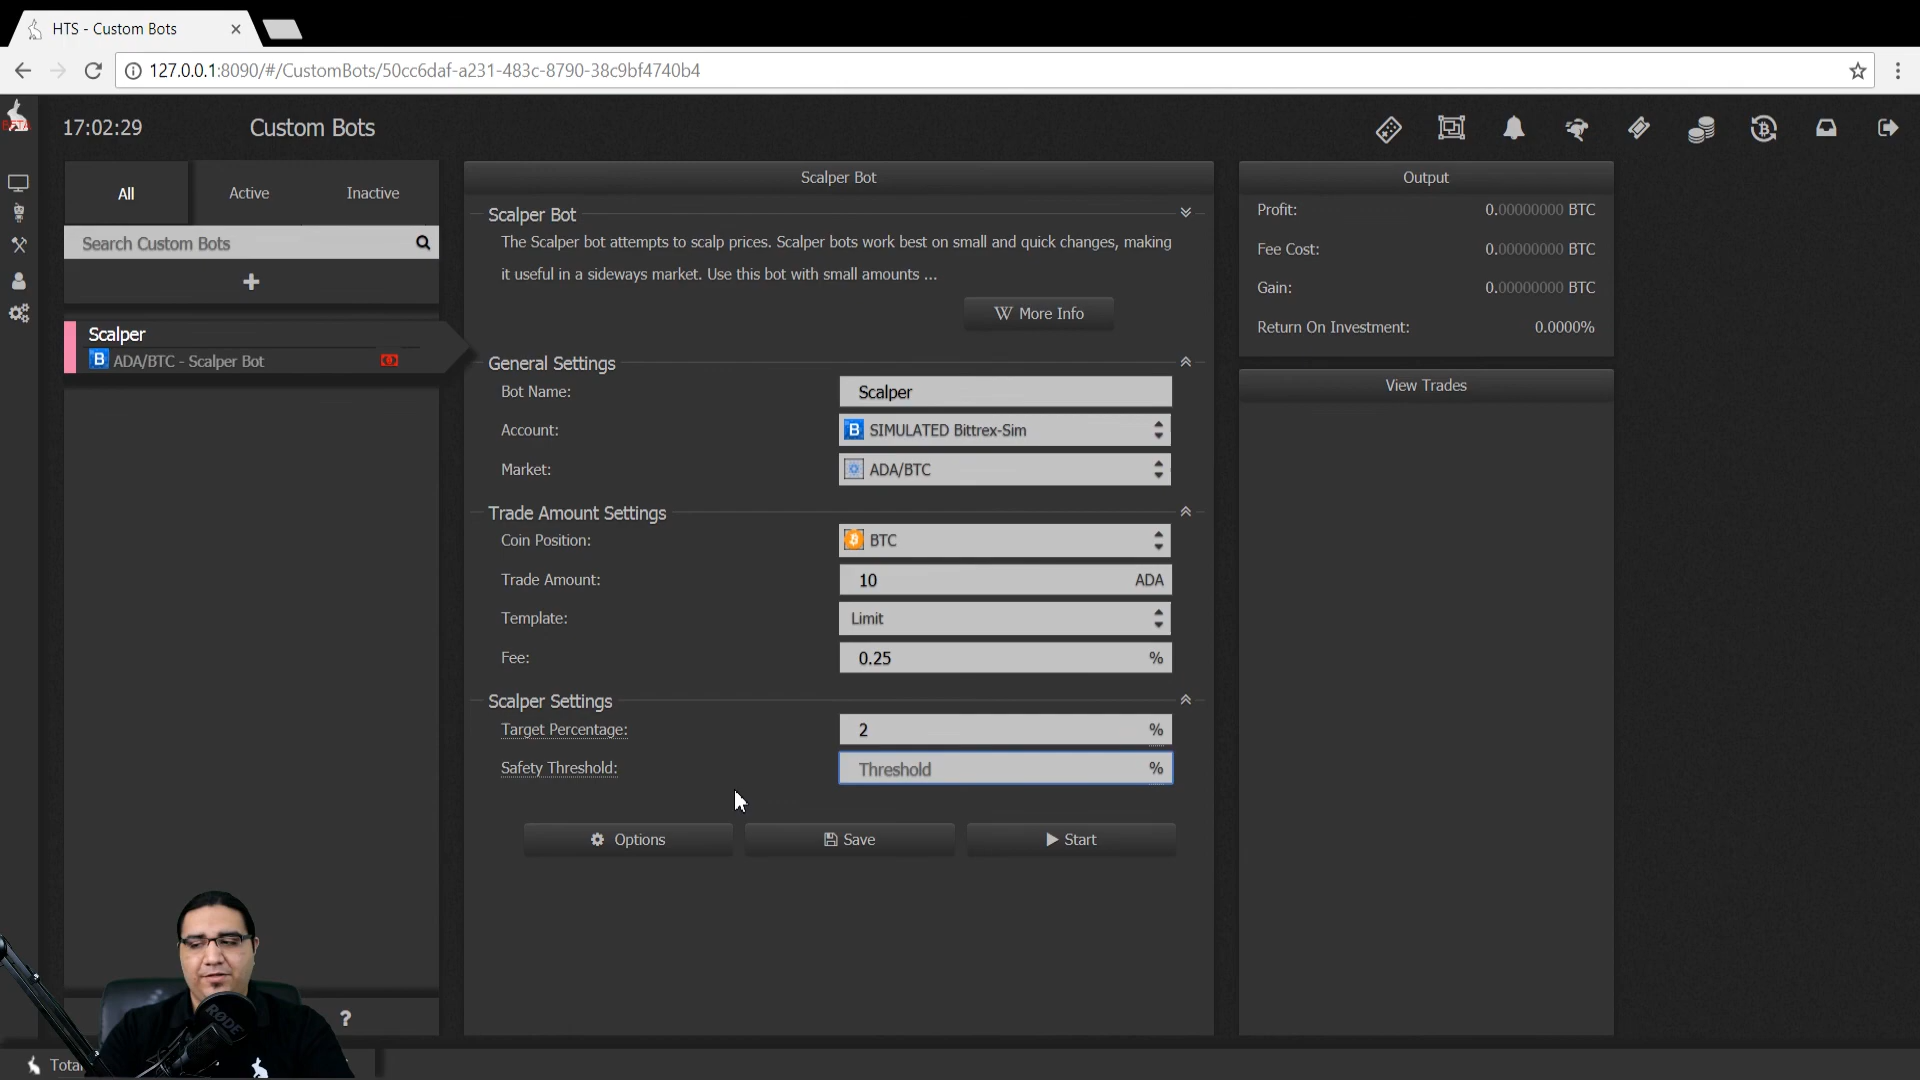 HTS - Custom Bots
127.0.0.1:8090/#/CustomBots/50cc6daf-a231-483c-8790-38c9bf4740b4
BETA
17:02:29
Custom Bots
All
Active
Inactive
Search Custom Bots
Scalper
B ADA/BTC - Scalper Bot
Scalper Bot
Scalper Bot
The Scalper bot attempts to scalp prices. Scalper bots work best on small and quick changes, making
it useful in a sideways market. Use this bot with small amounts ...
W More Info
General Settings
Bot Name: Scalper
Account: B SIMULATED Bittrex-Sim
Market: ADA/BTC
Trade Amount Settings
Coin Position: BTC
Trade Amount: 10 ADA
Template: Limit
Fee: 0.25 %
Scalper Settings
Target Percentage: 2 %
Safety Threshold: Threshold %
Options
Save
Start
Output
Profit: 0.00000000 BTC
Fee Cost: 0.00000000 BTC
Gain: 0.00000000 BTC
Return On Investment: 0.0000%
View Trades
?
RØDE